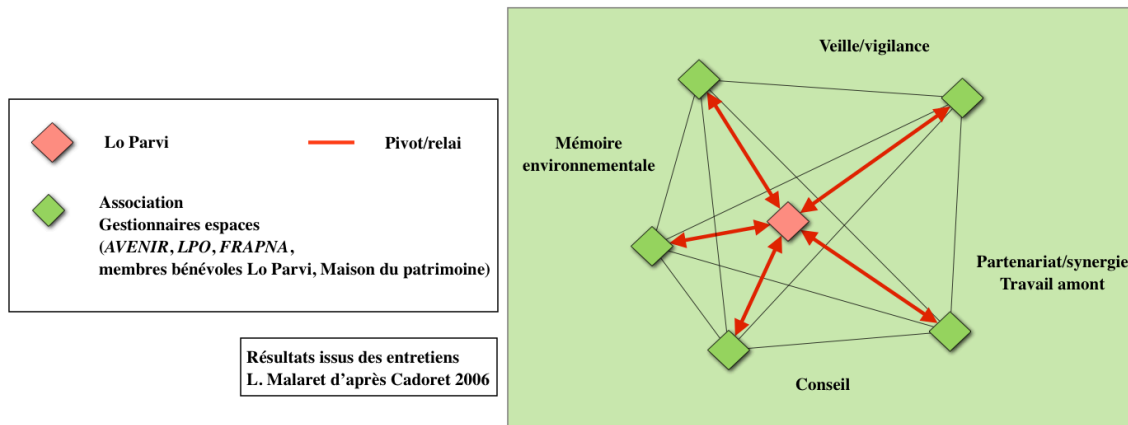 Lo Parvi
Pivot/relai
Association
Gestionnaires espaces
(AVENIR, LPO, FRAPNA,
membres bénévoles Lo Parvi, Maison du patrimoine)
Résultats issus des entretiens
L. Malaret d'après Cadoret 2006
Veille/vigilance
Mémoire
environnementale
Partenariat/synergie
Travail amont
Conseil